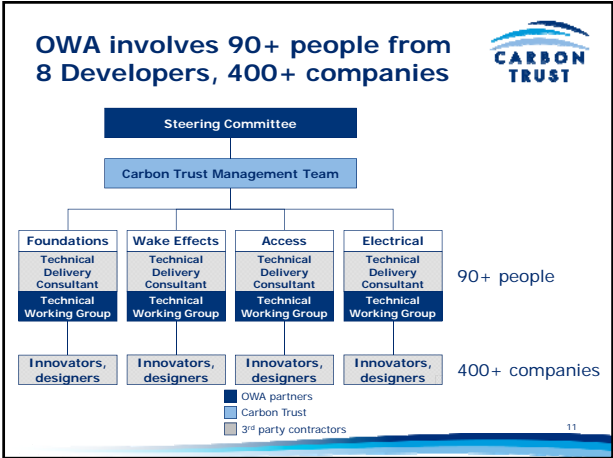 OWA involves 90+ people from
8 Developers, 400+ companies
CARBON
TRUST
Steering Committee
Carbon Trust Management Team
Foundations
Technical
Delivery
Consultant
Technical
Working Group
Innovators,
designers
Wake Effects
Technical
Delivery
Consultant
Technical
Working Group
Innovators,
designers
Access
Technical
Delivery
Consultant
Technical
Working Group
Innovators,
designers
Electrical
Technical
Delivery
Consultant
Technical
Working Group
Innovators,
designers
90+ people
400+ companies
OWA partners
Carbon Trust
3rd party contractors
11